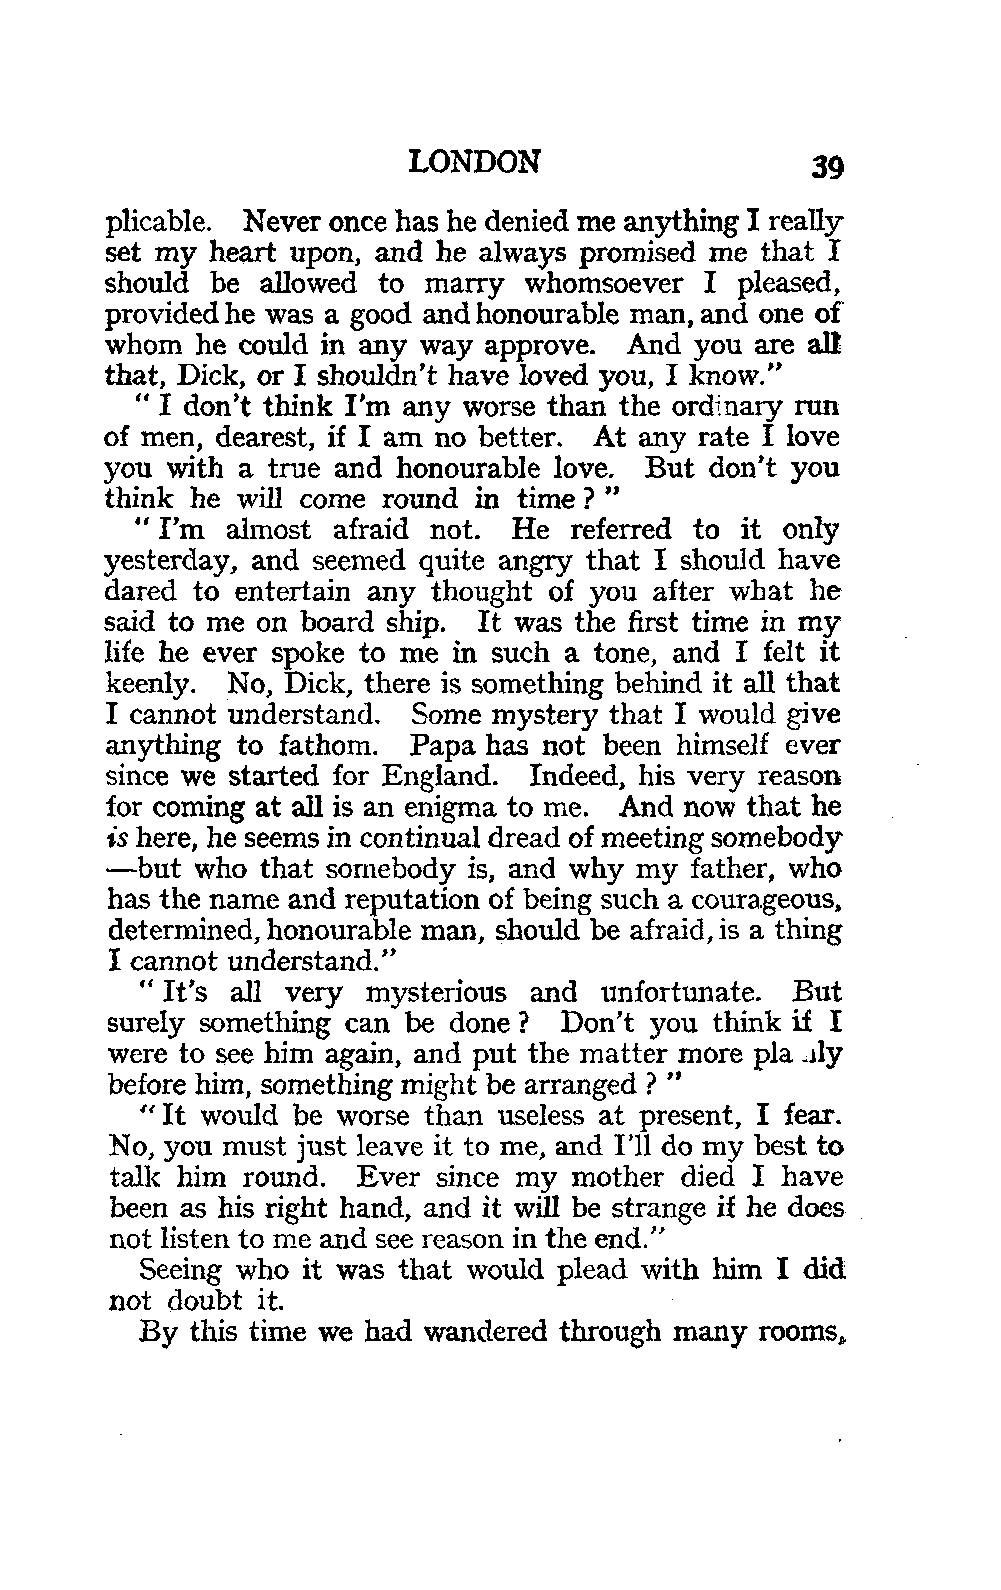 LONDON 39
plicable. Never once has he denied me anything I really
set my heart upon, and he always promised me that I
should be allowed to marry whomsoever I pleased,
provided he was a good and honourable man, and one of
whom he could in any way approve. And you are all
that, Dick, or I shouldn't have loved you, I know."
" I don't think I'm any worse than the ordinary run
of men, dearest, if I am no better. At any rate I love
you with a true and honourable love. But don't you
think he will come round in time ? "
" I'm almost afraid not. He referred to it only
yesterday, and seemed quite angry that I should have
dared to entertain any thought of you after what he
said to me on board ship. It was the first time in my
life he ever spoke to me in such a tone, and I felt it
keenly. No, Dick, there is something behind it all that
I cannot understand. Some mystery that I would give
anything to fathom. Papa has not been himself ever
since we started for England. Indeed, his very reason
for coming at all is an enigma to me. And now that he
is here, he seems in continual dread of meeting somebody
—but who that somebody is, and why my father, who
has the name and reputation of being such a courageous,
determined, honourable man, should be afraid, is a thing
I cannot understand."
" It's all very mysterious and unfortunate. But
surely something can be done ? Don't you think if I
were to see him again, and put the matter more
before him, something might be arranged ? "
" It would be worse than useless at present, I fear.
No, you must just leave it to me, and I'll do my best to
talk him round. Ever since my mother died I have
been as his right hand, and it will be strange if he does
not listen to me and see reason in the end."
Seeing who it was that would plead with him I did
not doubt it.
By this time we had wandered through many rooms,